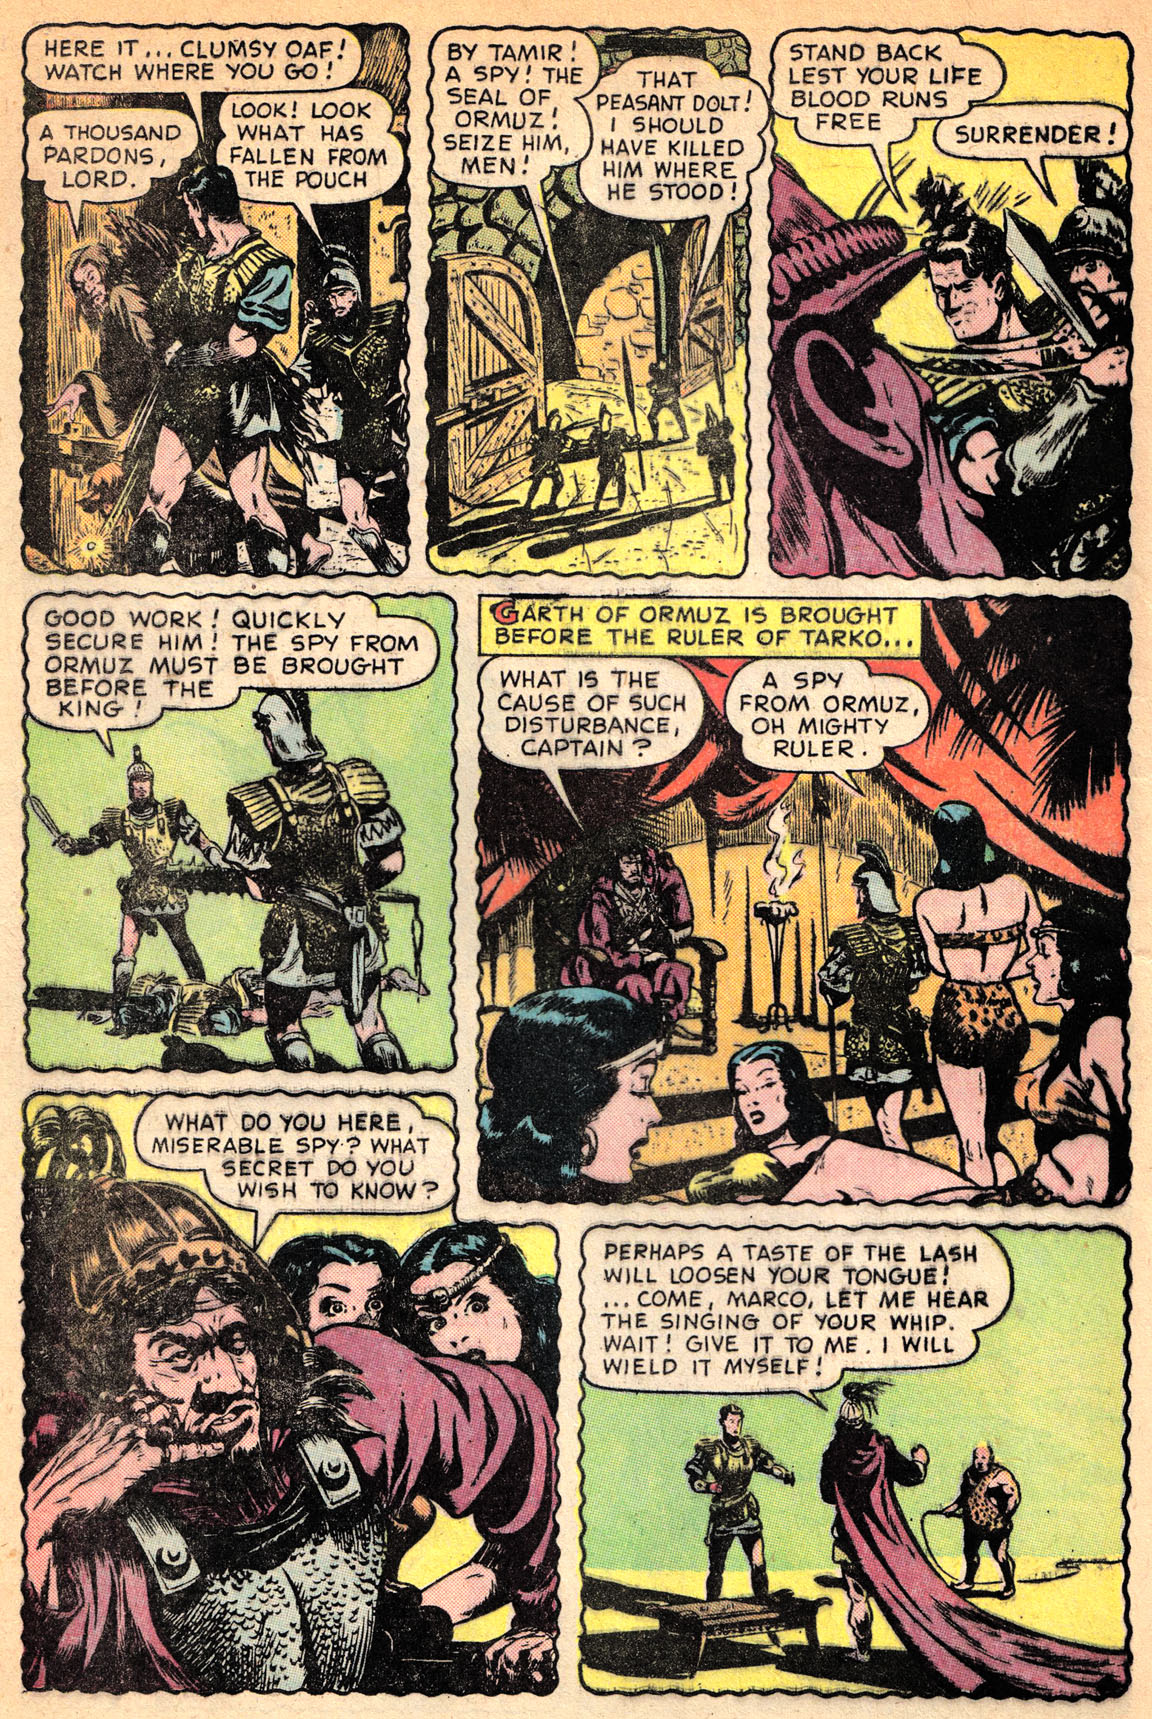 HERE IT... CLUMSY OAF!
WATCH WHERE YOU GO!
A THOUSAND
PARDONS,
LORD.
LOOK! LOOK
WHAT HAS
FALLEN FROM
THE POUCH
BY TAMIR!
A SPY! THE
SEAL OF
ORMUZ!
SEIZE HIM,
MEN!
THAT
PEASANT DOLT!
I SHOULD
HAVE KILLED
HIM WHERE
HE STOOD!
STAND BACK
LEST YOUR LIFE
BLOOD RUNS
FREE
SURRENDER!
GOOD WORK! QUICKLY
SECURE HIM! THE SPY FROM
ORMUZ MUST BE BROUGHT
BEFORE THE
KING!
GARTH OF ORMUZ IS BROUGHT
BEFORE THE RULER OF TARKO...
WHAT IS THE
CAUSE OF SUCH
DISTURBANCE,
CAPTAIN?
A SPY
FROM ORMUZ,
OH MIGHTY
RULER.
WHAT DO YOU HERE,
MISERABLE SPY? WHAT
SECRET DO YOU
WISH TO KNOW?
PERHAPS A TASTE OF THE LASH
WILL LOOSEN YOUR TONGUE!
...COME, MARCO, LET ME HEAR
THE SINGING OF YOUR WHIP.
WAIT! GIVE IT TO ME. I WILL
WIELD IT MYSELF!